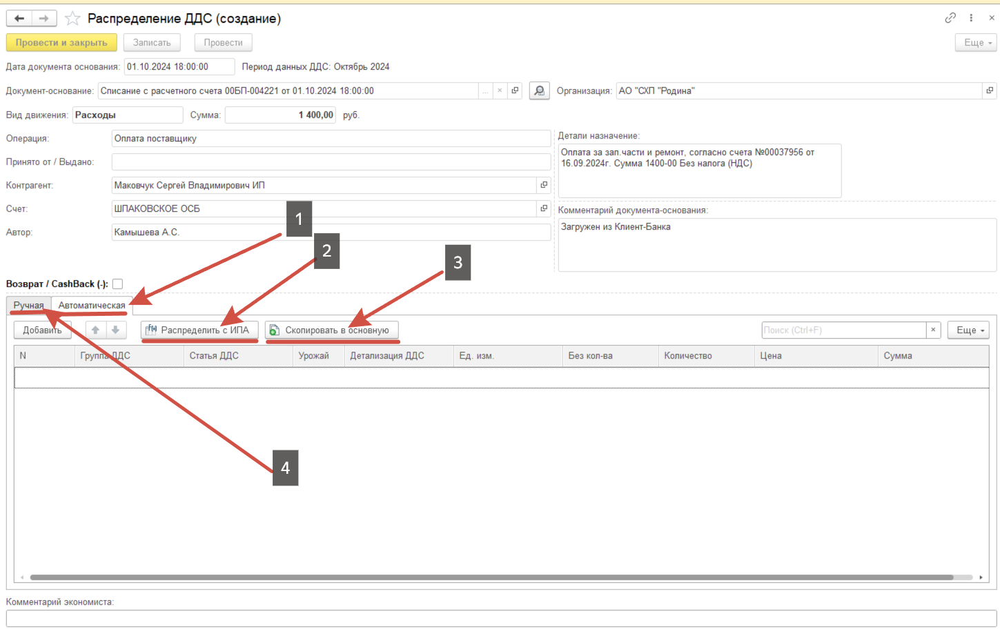 Распределение ДДС (создание)
Провести и закрыть Записать Провести Еще
Дата документа основания: 01.10.2024 18:00:00 Период данных ДДС: Октябрь 2024
Документ-основание: Списание с расчетного счета 00БП-004221 от 01.10.2024 18:00:00 ... × Организация: АО "СХП "Родина"
Вид движения: Расходы Сумма: 1 400,00 руб.
Операция: Оплата поставщику
Принято от / Выдано:
Контрагент: Маковчук Сергей Владимирович ИП
Счет: ШПАКОВСКОЕ ОСБ
Автор: Камышева А.С.
Детали назначение:
Оплата за зап.части и ремонт, согласно счета №00037956 от
16.09.2024г. Сумма 1400-00 Без налога (НДС)
Комментарий документа-основания:
Загружен из Клиент-Банка
1
2
3
Возврат / CashBack (-):
Ручная Автоматическая
Добавить Распределить с ИПА Скопировать в основную Поиск (Ctrl+F) × Еще
N Группа ДДС Статья ДДС Урожай Детализация ДДС Ед. изм. Без кол-ва Количество Цена Сумма
4
Комментарий экономиста: